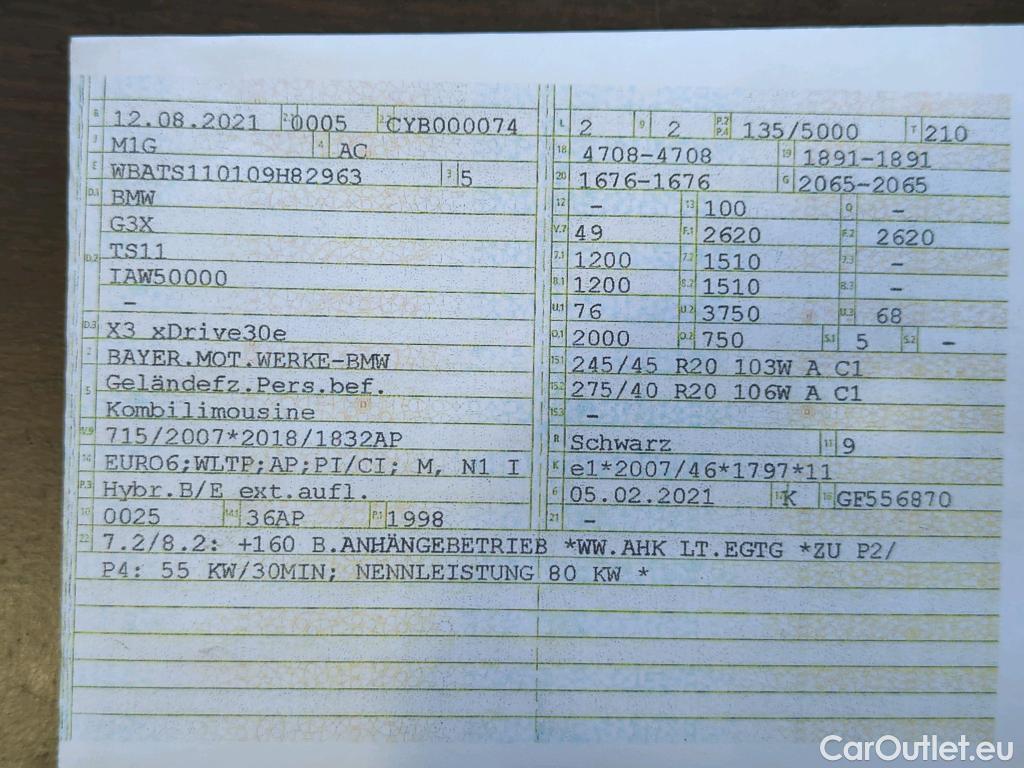 B 12.08.2021 2.1 0005 2.2 CYB000074
J M1G 4 AC
E WBATS110109H82963 3 5
D.1 BMW
D.2 G3X
TS11
IAW50000
–
D.3 X3 xDrive30e
2 BAYER.MOT.WERKE-BMW
5 Geländefz.Pers.bef.
Kombilimousine
V.9 715/2007*2018/1832AP
14 EURO6;WLTP;AP;PI/CI; M, N1 I
P.3 Hybr.B/E ext.aufl.
10 0025 14.1 36AP P.1 1998
L 2 9 2 P.2 P.4 135/5000 T 210
18 4708-4708 19 1891-1891
20 1676-1676 G 2065-2065
12 – 13 100 Q –
V.7 49 F.1 2620 F.2 2620
7.1 1200 7.2 1510 7.3 –
8.1 1200 8.2 1510 8.3 –
U.1 76 U.2 3750 U.3 68
O.1 2000 O.2 750 S.1 5 S.2 –
15.1 245/45 R20 103W A C1
15.2 275/40 R20 106W A C1
15.3 –
R Schwarz 11 9
K e1*2007/46*1797*11
6 05.02.2021 17 K 16 GF556870
21 –
22 7.2/8.2: +160 B.ANHÄNGEBETRIEB *WW.AHK LT.EGTG *ZU P2/
P4: 55 KW/30MIN; NENNLEISTUNG 80 KW *
CarOutlet.eu